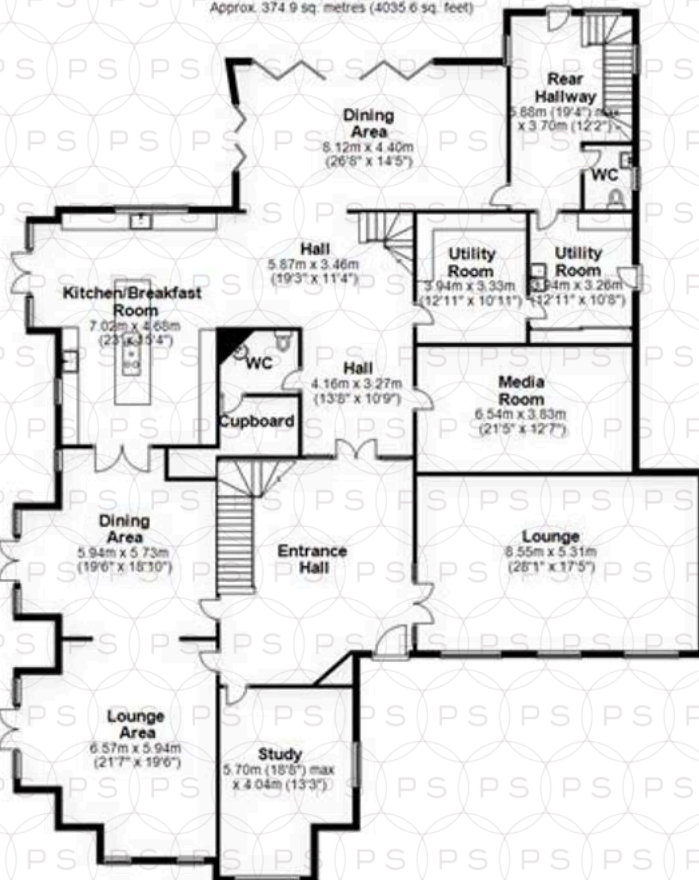 Approx. 374.9 sq. metres (4035.6 sq. feet)
Rear
Hallway
5.88m (19'4") max
x 3.70m (12'2")
Dining
Area
8.12m x 4.40m
(26'8" x 14'5")
WC
Hall
5.87m x 3.46m
(19'3" x 11'4")
Utility
Room
3.94m x 3.33m
(12'11" x 10'11")
Utility
Room
3.94m x 3.26m
(12'11" x 10'8")
Kitchen/Breakfast
Room
7.02m x 4.68m
x 15'4")
WC
Hall
4.16m x 3.27m
(13'8" x 10'9")
Cupboard
Media
Room
6.54m x 3.83m
(21'5" x 12'7")
Dining
Area
5.94m x 5.73m
(19'6" x 18'10")
Entrance
Hall
Lounge
8.55m x 5.31m
(28'1" x 17'5")
Lounge
Area
6.57m x 5.94m
(21'7" x 19'6")
Study
5.70m (18'8") max
x 4.04m (13'3")